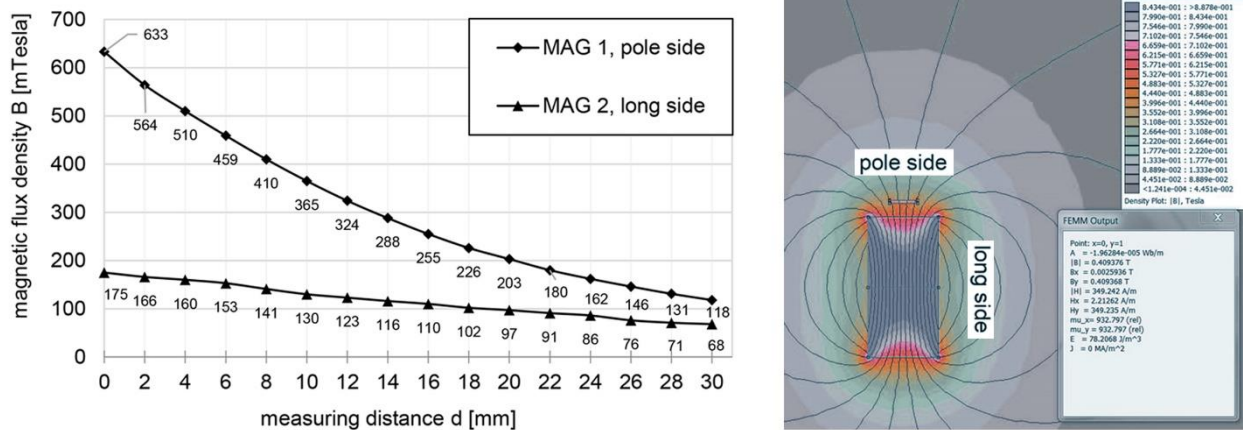 magnetic flux density B [mTesla]
700
600
500
400
300
200
100
0
633
564
510
459
410
365
324
288
255
226
203
180
162
146
131
118
175
166
160
153
141
130
123
116
110
102
97
91
86
76
71
68
MAG 1, pole side
MAG 2, long side
0 2 4 6 8 10 12 14 16 18 20 22 24 26 28 30
measuring distance d [mm]
pole side
long side
8.434e-001 : >8.878e-001
7.990e-001 : 8.434e-001
7.546e-001 : 7.990e-001
7.102e-001 : 7.546e-001
6.659e-001 : 7.102e-001
6.215e-001 : 6.659e-001
5.771e-001 : 6.215e-001
5.327e-001 : 5.771e-001
4.883e-001 : 5.327e-001
4.440e-001 : 4.883e-001
3.996e-001 : 4.440e-001
3.552e-001 : 3.996e-001
3.108e-001 : 3.552e-001
2.664e-001 : 3.108e-001
2.220e-001 : 2.664e-001
1.777e-001 : 2.220e-001
1.333e-001 : 1.777e-001
8.889e-002 : 1.333e-001
4.451e-002 : 8.889e-002
<1.241e-004 : 4.451e-002
Density Plot: |B|, Tesla
FEMM Output
X
Point: x=0, y=1
A = -1.96284e-005 Wb/m
|B| = 0.409376 T
Bx = 0.0025936 T
By = 0.409368 T
|H| = 349.242 A/m
Hx = 2.21262 A/m
Hy = 349.235 A/m
mu_x= 932.797 (rel)
mu_y = 932.797 (rel)
E = 78.2068 J/m^3
J = 0 MA/m^2